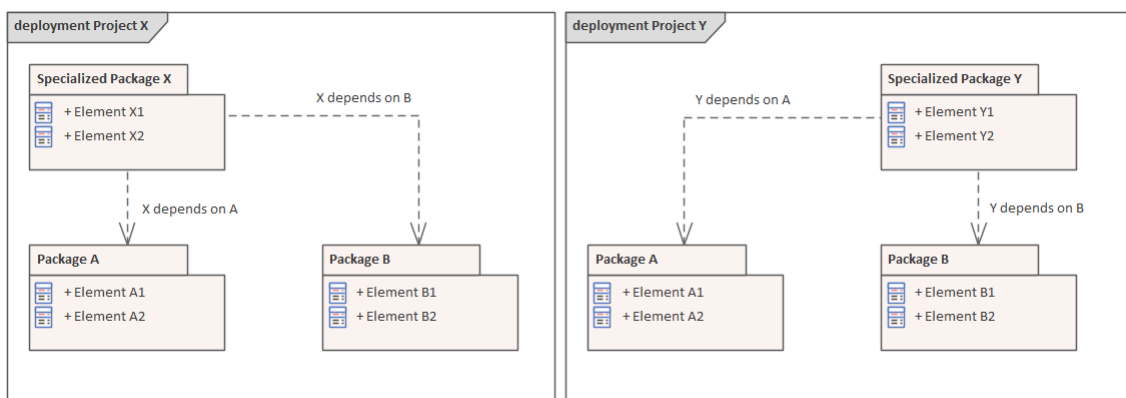 deployment Project X
Specialized Package X
+ Element X1
+ Element X2
X depends on B
X depends on A
Package A
+ Element A1
+ Element A2
Package B
+ Element B1
+ Element B2
deployment Project Y
Specialized Package Y
+ Element Y1
+ Element Y2
Y depends on A
Y depends on B
Package A
+ Element A1
+ Element A2
Package B
+ Element B1
+ Element B2